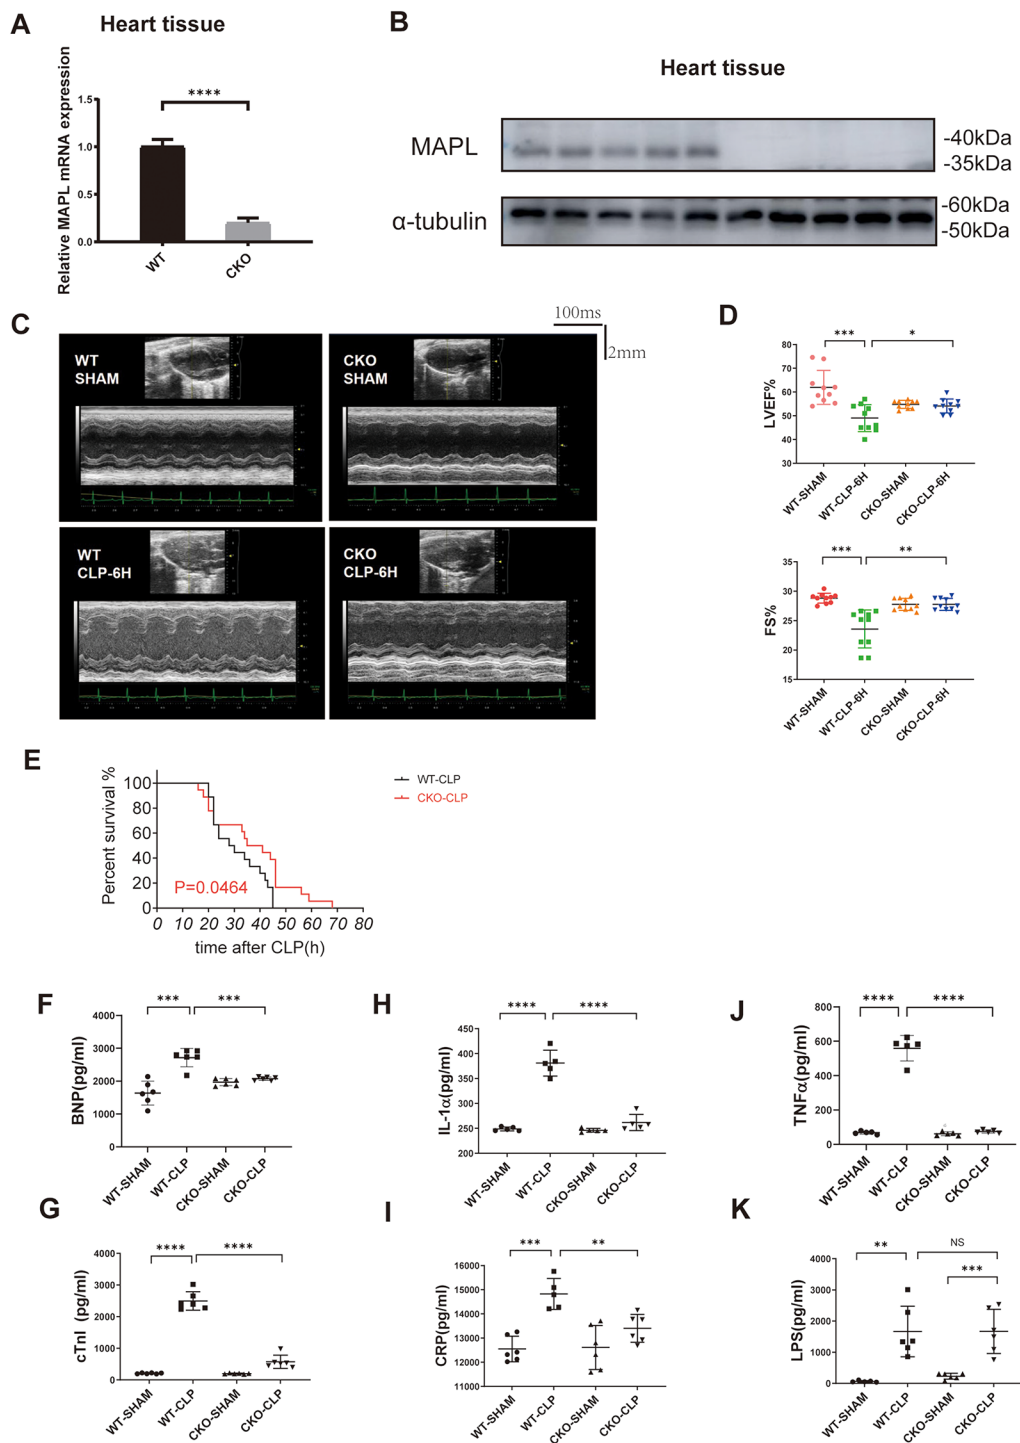 A
Heart tissue
Relative MAPL mRNA expression
1.5
1.0
0.5
0.0
****
WT
CKO
B
Heart tissue
MAPL
-40kDa
-35kDa
α-tubulin
-60kDa
-50kDa
C
100ms
2mm
WT
SHAM
CKO
SHAM
WT
CLP-6H
CKO
CLP-6H
D
LVEF%
80
70
60
50
40
30
***
*
WT-SHAM
WT-CLP-6H
CKO-SHAM
CKO-CLP-6H
FS%
35
30
25
20
15
***
**
WT-SHAM
WT-CLP-6H
CKO-SHAM
CKO-CLP-6H
E
Percent survival %
100
80
60
40
20
0
P=0.0464
0 10 20 30 40 50 60 70 80
time after CLP(h)
WT-CLP
CKO-CLP
F
BNP(pg/ml)
4000
3000
2000
1000
0
***
***
WT-SHAM
WT-CLP
CKO-SHAM
CKO-CLP
H
IL-1α(pg/ml)
450
400
350
300
250
200
****
****
WT-SHAM
WT-CLP
CKO-SHAM
CKO-CLP
J
TNFα(pg/ml)
800
600
400
200
0
****
****
WT-SHAM
WT-CLP
CKO-SHAM
CKO-CLP
G
cTnI (pg/ml)
4000
3000
2000
1000
0
****
****
WT-SHAM
WT-CLP
CKO-SHAM
CKO-CLP
I
CRP(pg/ml)
16000
15000
14000
13000
12000
11000
***
**
WT-SHAM
WT-CLP
CKO-SHAM
CKO-CLP
K
LPS(pg/ml)
4000
3000
2000
1000
0
**
NS
***
WT-SHAM
WT-CLP
CKO-SHAM
CKO-CLP